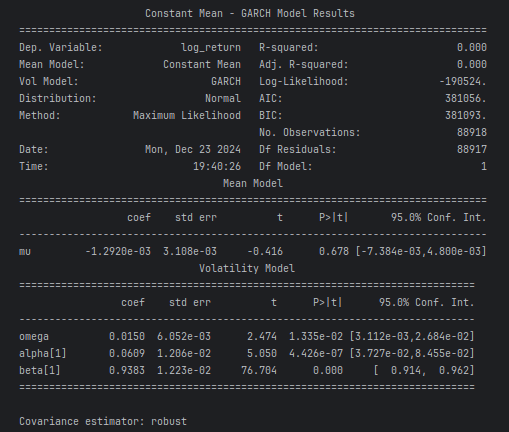 Constant Mean - GARCH Model Results
==============================================================================
Dep. Variable: log_return R-squared: 0.000
Mean Model: Constant Mean Adj. R-squared: 0.000
Vol Model: GARCH Log-Likelihood: -190524.
Distribution: Normal AIC: 381056.
Method: Maximum Likelihood BIC: 381093.
No. Observations: 88918
Date: Mon, Dec 23 2024 Df Residuals: 88917
Time: 19:40:26 Df Model: 1
Mean Model
==============================================================================
coef std err t P>|t| 95.0% Conf. Int.
------------------------------------------------------------------------------
mu -1.2920e-03 3.108e-03 -0.416 0.678 [-7.384e-03,4.800e-03]
Volatility Model
============================================================================
coef std err t P>|t| 95.0% Conf. Int.
----------------------------------------------------------------------------
omega 0.0150 6.052e-03 2.474 1.335e-02 [3.112e-03,2.684e-02]
alpha[1] 0.0609 1.206e-02 5.050 4.426e-07 [3.727e-02,8.455e-02]
beta[1] 0.9383 1.223e-02 76.704 0.000 [ 0.914, 0.962]
============================================================================
Covariance estimator: robust